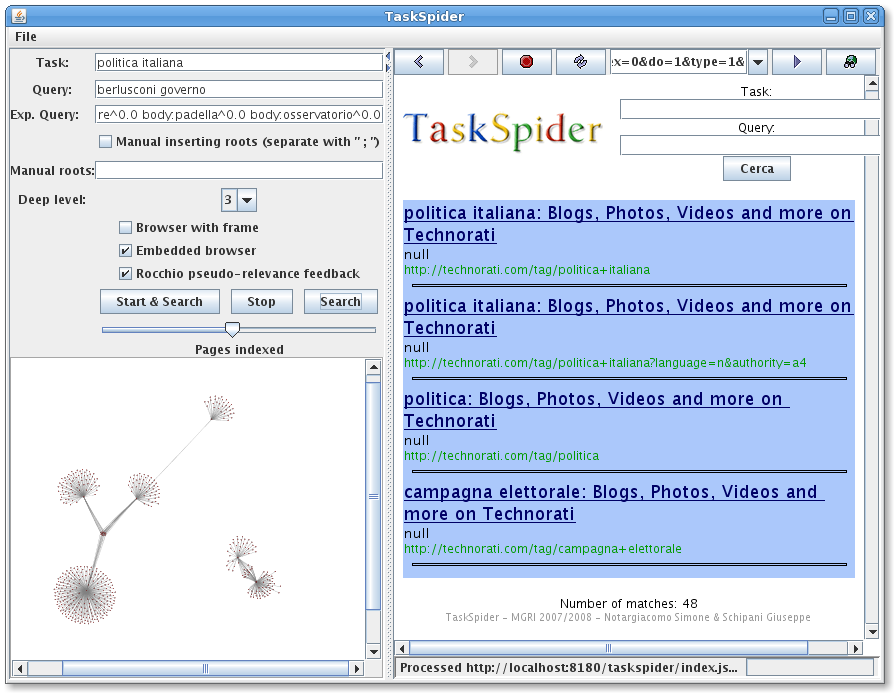 TaskSpider
File
Task: politica italiana
Query: berlusconi governo
Exp. Query: re^0.0 body:padella^0.0 body:osservatorio^0.0
Manual inserting roots (separate with ";")
Manual roots:
Deep level: 3
Browser with frame
Embedded browser
Rocchio pseudo-relevance feedback
Start & Search Stop Search
Pages indexed
ex=0&do=1&type=1&
TaskSpider
Task:
Query:
Cerca
politica italiana: Blogs, Photos, Videos and more on
Technorati
null
http://technorati.com/tag/politica+italiana
politica italiana: Blogs, Photos, Videos and more on
Technorati
null
http://technorati.com/tag/politica+italiana?language=n&authority=a4
politica: Blogs, Photos, Videos and more on
Technorati
null
http://technorati.com/tag/politica
campagna elettorale: Blogs, Photos, Videos and
more on Technorati
null
http://technorati.com/tag/campagna+elettorale
Number of matches: 48
TaskSpider - MGRI 2007/2008 - Notargiacomo Simone & Schipani Giuseppe
Processed http://localhost:8180/taskspider/index.js...